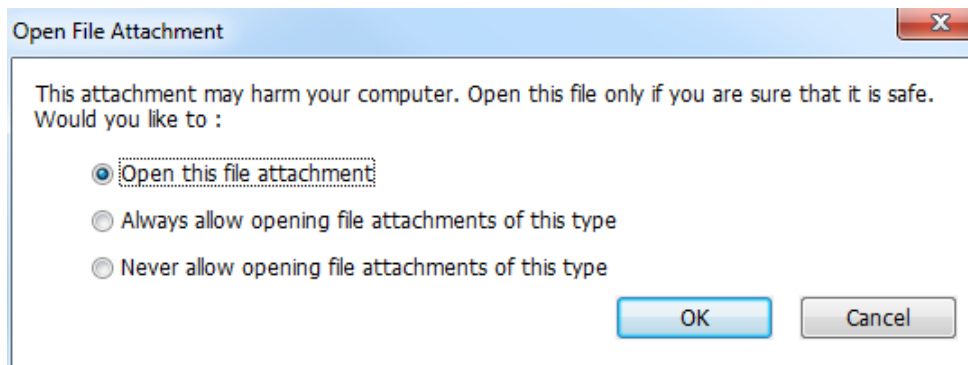 Open File Attachment
This attachment may harm your computer. Open this file only if you are sure that it is safe.
Would you like to :
Open this file attachment
Always allow opening file attachments of this type
Never allow opening file attachments of this type
OK Cancel